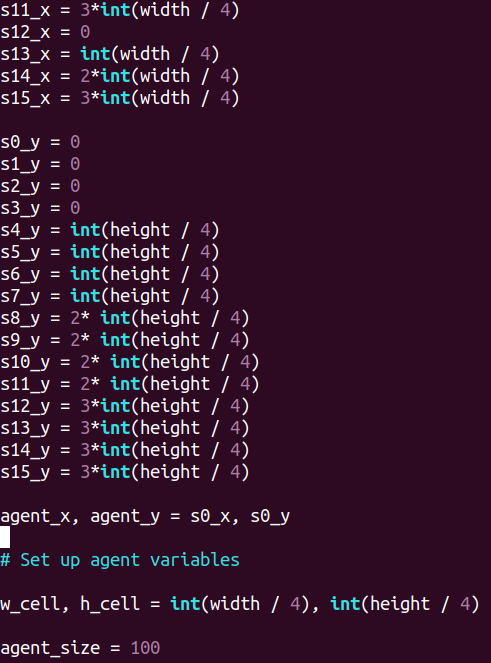 s11_x = 3*int(width / 4)
s12_x = 0
s13_x = int(width / 4)
s14_x = 2*int(width / 4)
s15_x = 3*int(width / 4)
s0_y = 0
s1_y = 0
s2_y = 0
s3_y = 0
s4_y = int(height / 4)
s5_y = int(height / 4)
s6_y = int(height / 4)
s7_y = int(height / 4)
s8_y = 2* int(height / 4)
s9_y = 2* int(height / 4)
s10_y = 2* int(height / 4)
s11_y = 2* int(height / 4)
s12_y = 3*int(height / 4)
s13_y = 3*int(height / 4)
s14_y = 3*int(height / 4)
s15_y = 3*int(height / 4)
agent_x, agent_y = s0_x, s0_y
# Set up agent variables
w_cell, h_cell = int(width / 4), int(height / 4)
agent_size = 100